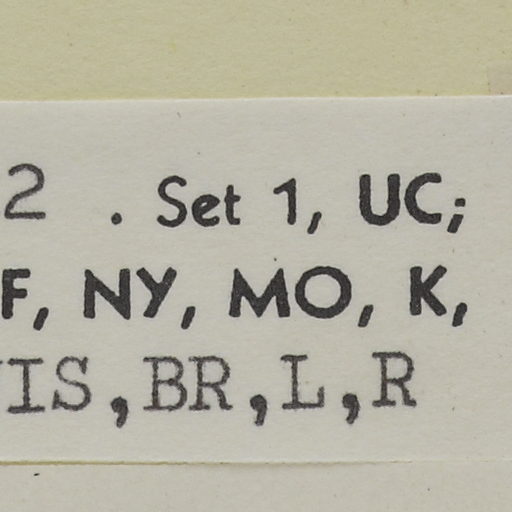 2 . Set 1, UC;
F, NY, MO, K,
IS,BR,L,R